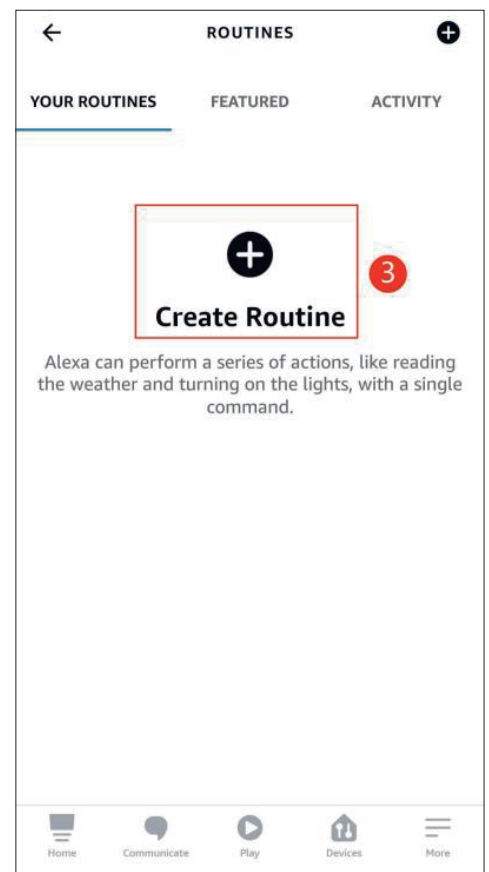 ROUTINES
YOUR ROUTINES FEATURED ACTIVITY
3
Create Routine
Alexa can perform a series of actions, like reading
the weather and turning on the lights, with a single
command.
Home Communicate Play Devices More